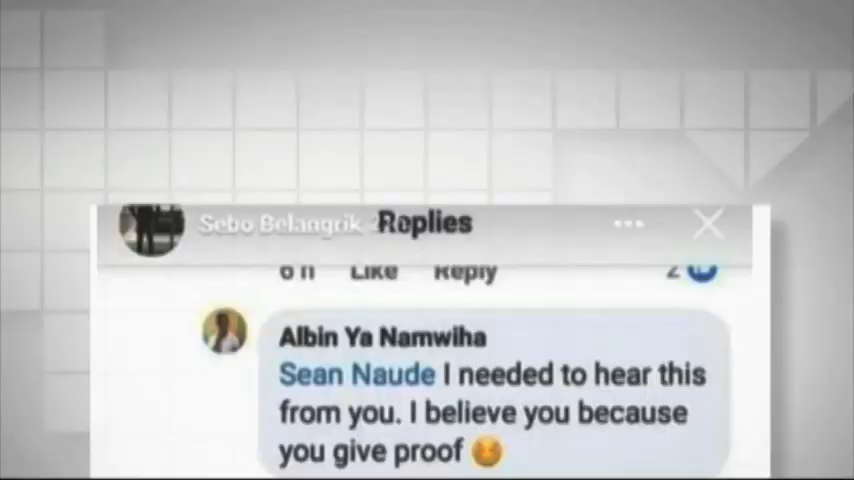 Sebo Belangrik
Replies
6 h Like Reply 2
Albin Ya Namwiha
Sean Naude I needed to hear this
from you. I believe you because
you give proof